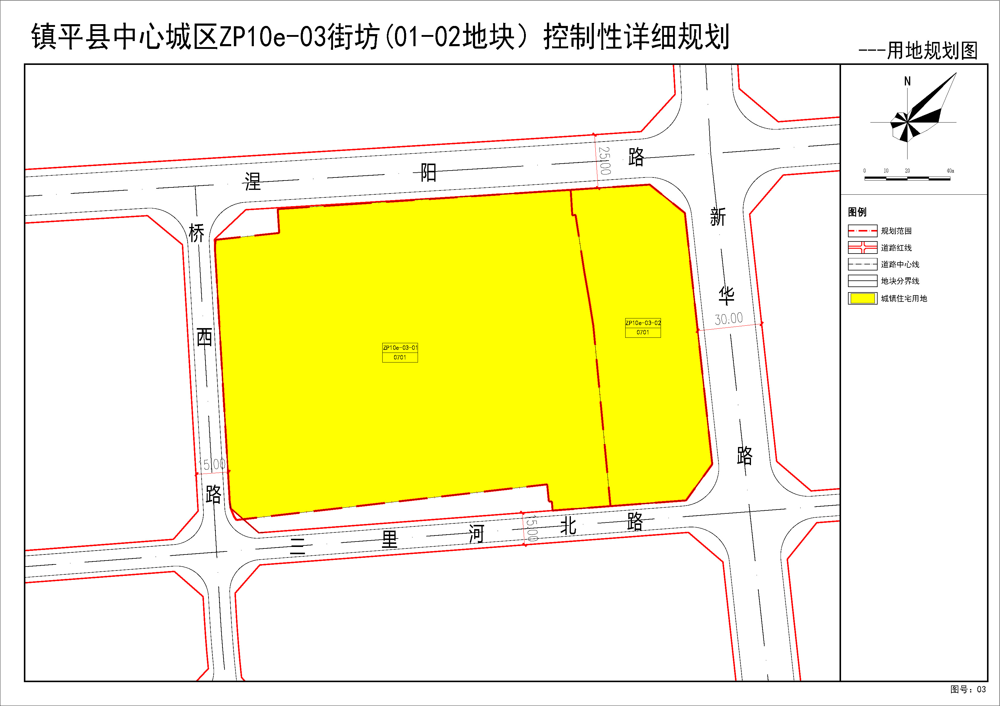 镇平县中心城区ZP10e-03街坊(01-02地块）控制性详细规划
---用地规划图
N
0 10 20 40m
图例
规划范围
道路红线
道路中心线
地块分界线
城镇住宅用地
涅阳路
25.00
桥西路
15.00
新华路
30.00
ZP10e-03-01
0701
ZP10e-03-02
0701
三里河北路
15.00
图号：03